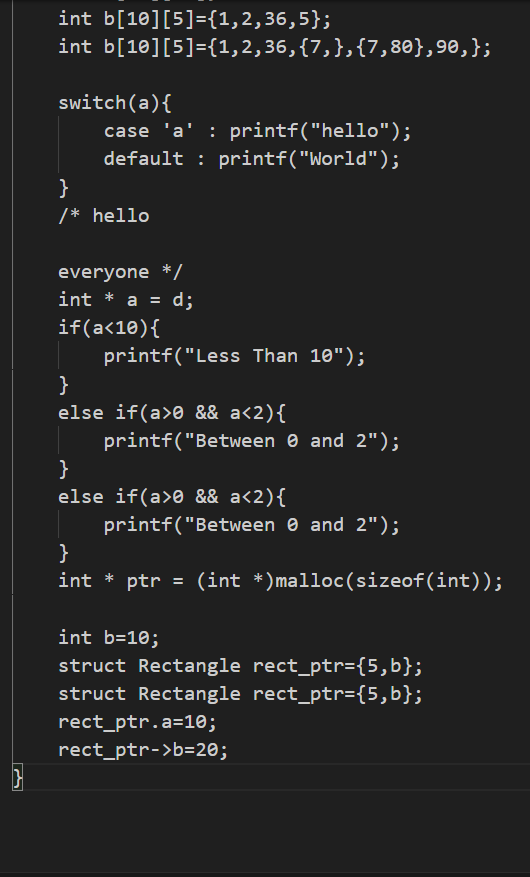 int b[10][5]={1,2,36,5};
int b[10][5]={1,2,36,{7,},{7,80},90,};
switch(a){
case 'a' : printf("hello");
default : printf("World");
}
/* hello
everyone */
int * a = d;
if(a<10){
printf("Less Than 10");
}
else if(a>0 && a<2){
printf("Between 0 and 2");
}
else if(a>0 && a<2){
printf("Between 0 and 2");
}
int * ptr = (int *)malloc(sizeof(int));
int b=10;
struct Rectangle rect_ptr={5,b};
struct Rectangle rect_ptr={5,b};
rect_ptr.a=10;
rect_ptr->b=20;
}